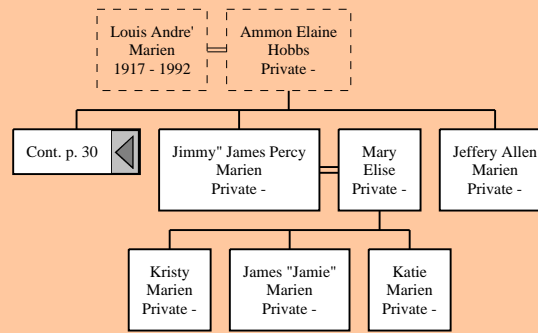 Louis Andre'
Marien
1917 - 1992
Ammon Elaine
Hobbs
Private -
Cont. p. 30
Jimmy" James Percy
Marien
Private -
Mary
Elise
Private -
Jeffery Allen
Marien
Private -
Kristy
Marien
Private -
James "Jamie"
Marien
Private -
Katie
Marien
Private -